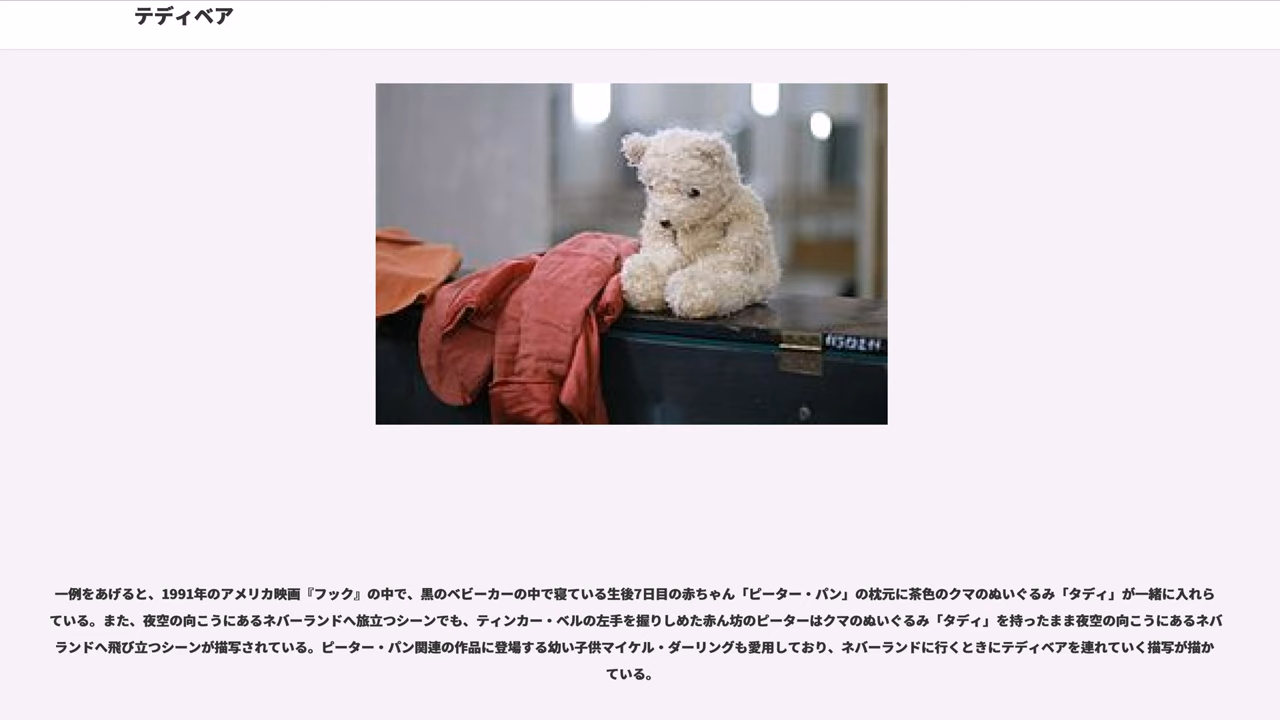 テディベア
一例をあげると、1991年のアメリカ映画『フック』の中で、黒のベビーカーの中で寝ている生後7日目の赤ちゃん「ピーター・パン」の枕元に茶色のクマのぬいぐるみ「タディ」が一緒に入れら
ている。また、夜空の向こうにあるネバーランドへ旅立つシーンでも、ティンカー・ベルの左手を握りしめた赤ん坊のピーターはクマのぬいぐるみ「タディ」を持ったまま夜空の向こうにあるネバ
ランドへ飛び立つシーンが描写されている。ピーター・パン関連の作品に登場する幼い子供マイケル・ダーリングも愛用しており、ネバーランドに行くときにテディベアを連れていく描写が描か
ている。